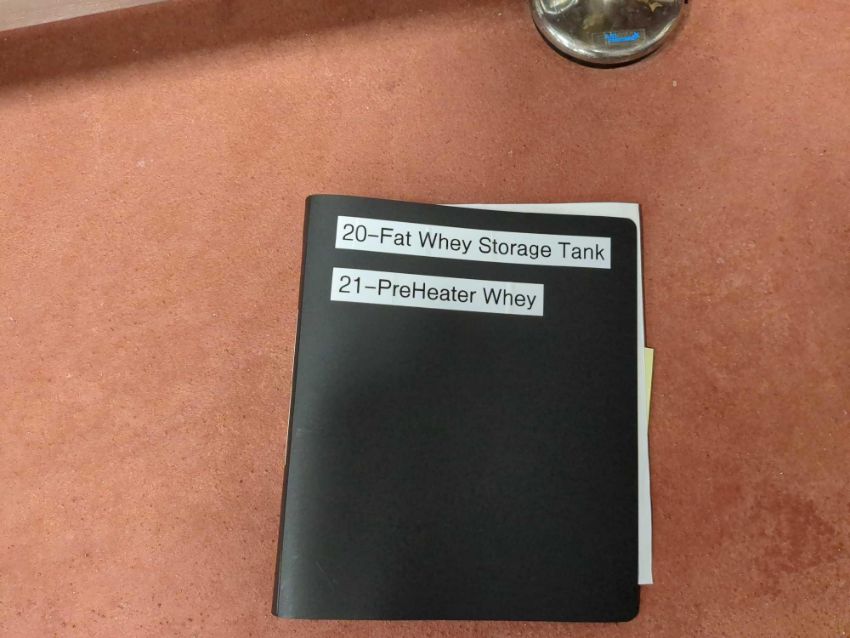 20-Fat Whey Storage Tank
21-PreHeater Whey